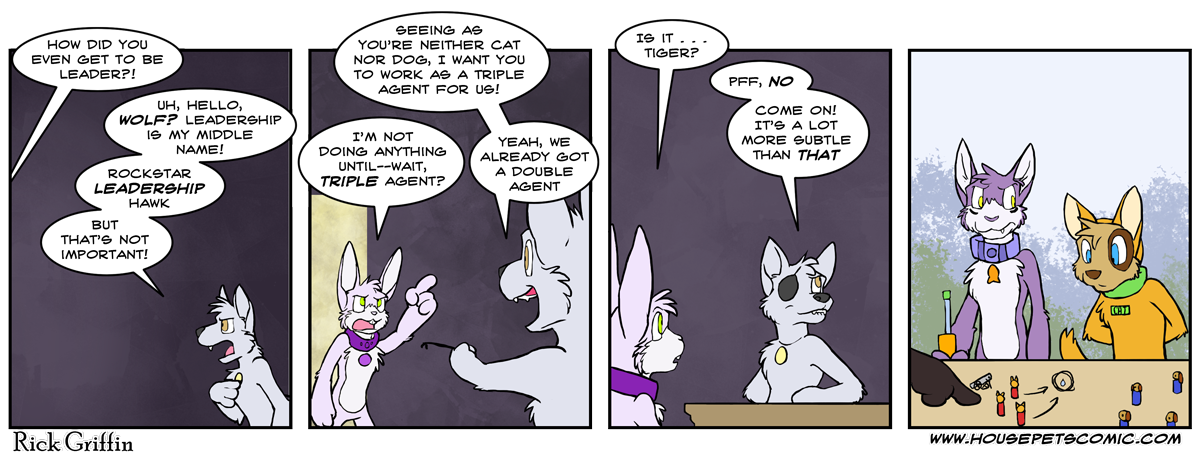 HOW DID YOU
EVEN GET TO BE
LEADER?!
UH, HELLO,
WOLF? LEADERSHIP
IS MY MIDDLE
NAME!
ROCKSTAR
LEADERSHIP
HAWK
BUT
THAT'S NOT
IMPORTANT!
SEEING AS
YOU'RE NEITHER CAT
NOR DOG, I WANT YOU
TO WORK AS A TRIPLE
AGENT FOR US!
I'M NOT
DOING ANYTHING
UNTIL--WAIT,
TRIPLE AGENT?
YEAH, WE
ALREADY GOT
A DOUBLE
AGENT
IS IT . . .
TIGER?
PFF, NO
COME ON!
IT'S A LOT
MORE SUBTLE
THAN THAT
Rick Griffin
WWW.HOUSEPETSCOMIC.COM